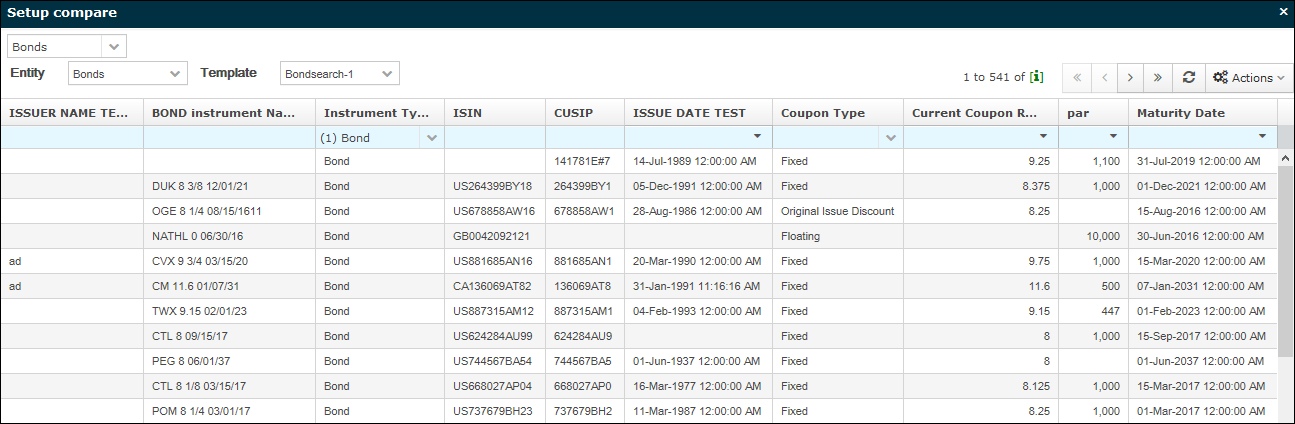 Setup compare ×
Bonds
Entity Bonds Template Bondsearch-1 1 to 541 of [i] « ‹ › » Actions
ISSUER NAME TE... BOND instrument Na... Instrument Ty... ISIN CUSIP ISSUE DATE TEST Coupon Type Current Coupon R... par Maturity Date
(1) Bond
Bond 141781E#7 14-Jul-1989 12:00:00 AM Fixed 9.25 1,100 31-Jul-2019 12:00:00 AM
DUK 8 3/8 12/01/21 Bond US264399BY18 264399BY1 05-Dec-1991 12:00:00 AM Fixed 8.375 1,000 01-Dec-2021 12:00:00 AM
OGE 8 1/4 08/15/1611 Bond US678858AW16 678858AW1 28-Aug-1986 12:00:00 AM Original Issue Discount 8.25 15-Aug-2016 12:00:00 AM
NATHL 0 06/30/16 Bond GB0042092121 Floating 10,000 30-Jun-2016 12:00:00 AM
ad CVX 9 3/4 03/15/20 Bond US881685AN16 881685AN1 20-Mar-1990 12:00:00 AM Fixed 9.75 1,000 15-Mar-2020 12:00:00 AM
ad CM 11.6 01/07/31 Bond CA136069AT82 136069AT8 31-Jan-1991 11:16:16 AM Fixed 11.6 500 07-Jan-2031 12:00:00 AM
TWX 9.15 02/01/23 Bond US887315AM12 887315AM1 04-Feb-1993 12:00:00 AM Fixed 9.15 447 01-Feb-2023 12:00:00 AM
CTL 8 09/15/17 Bond US624284AU99 624284AU9 Fixed 8 1,000 15-Sep-2017 12:00:00 AM
PEG 8 06/01/37 Bond US744567BA54 744567BA5 01-Jun-1937 12:00:00 AM Fixed 8 01-Jun-2037 12:00:00 AM
CTL 8 1/8 03/15/17 Bond US668027AP04 668027AP0 16-Mar-1977 12:00:00 AM Fixed 8.125 1,000 15-Mar-2017 12:00:00 AM
POM 8 1/4 03/01/17 Bond US737679BH23 737679BH2 11-Mar-1987 12:00:00 AM Fixed 8.25 1,000 01-Mar-2017 12:00:00 AM